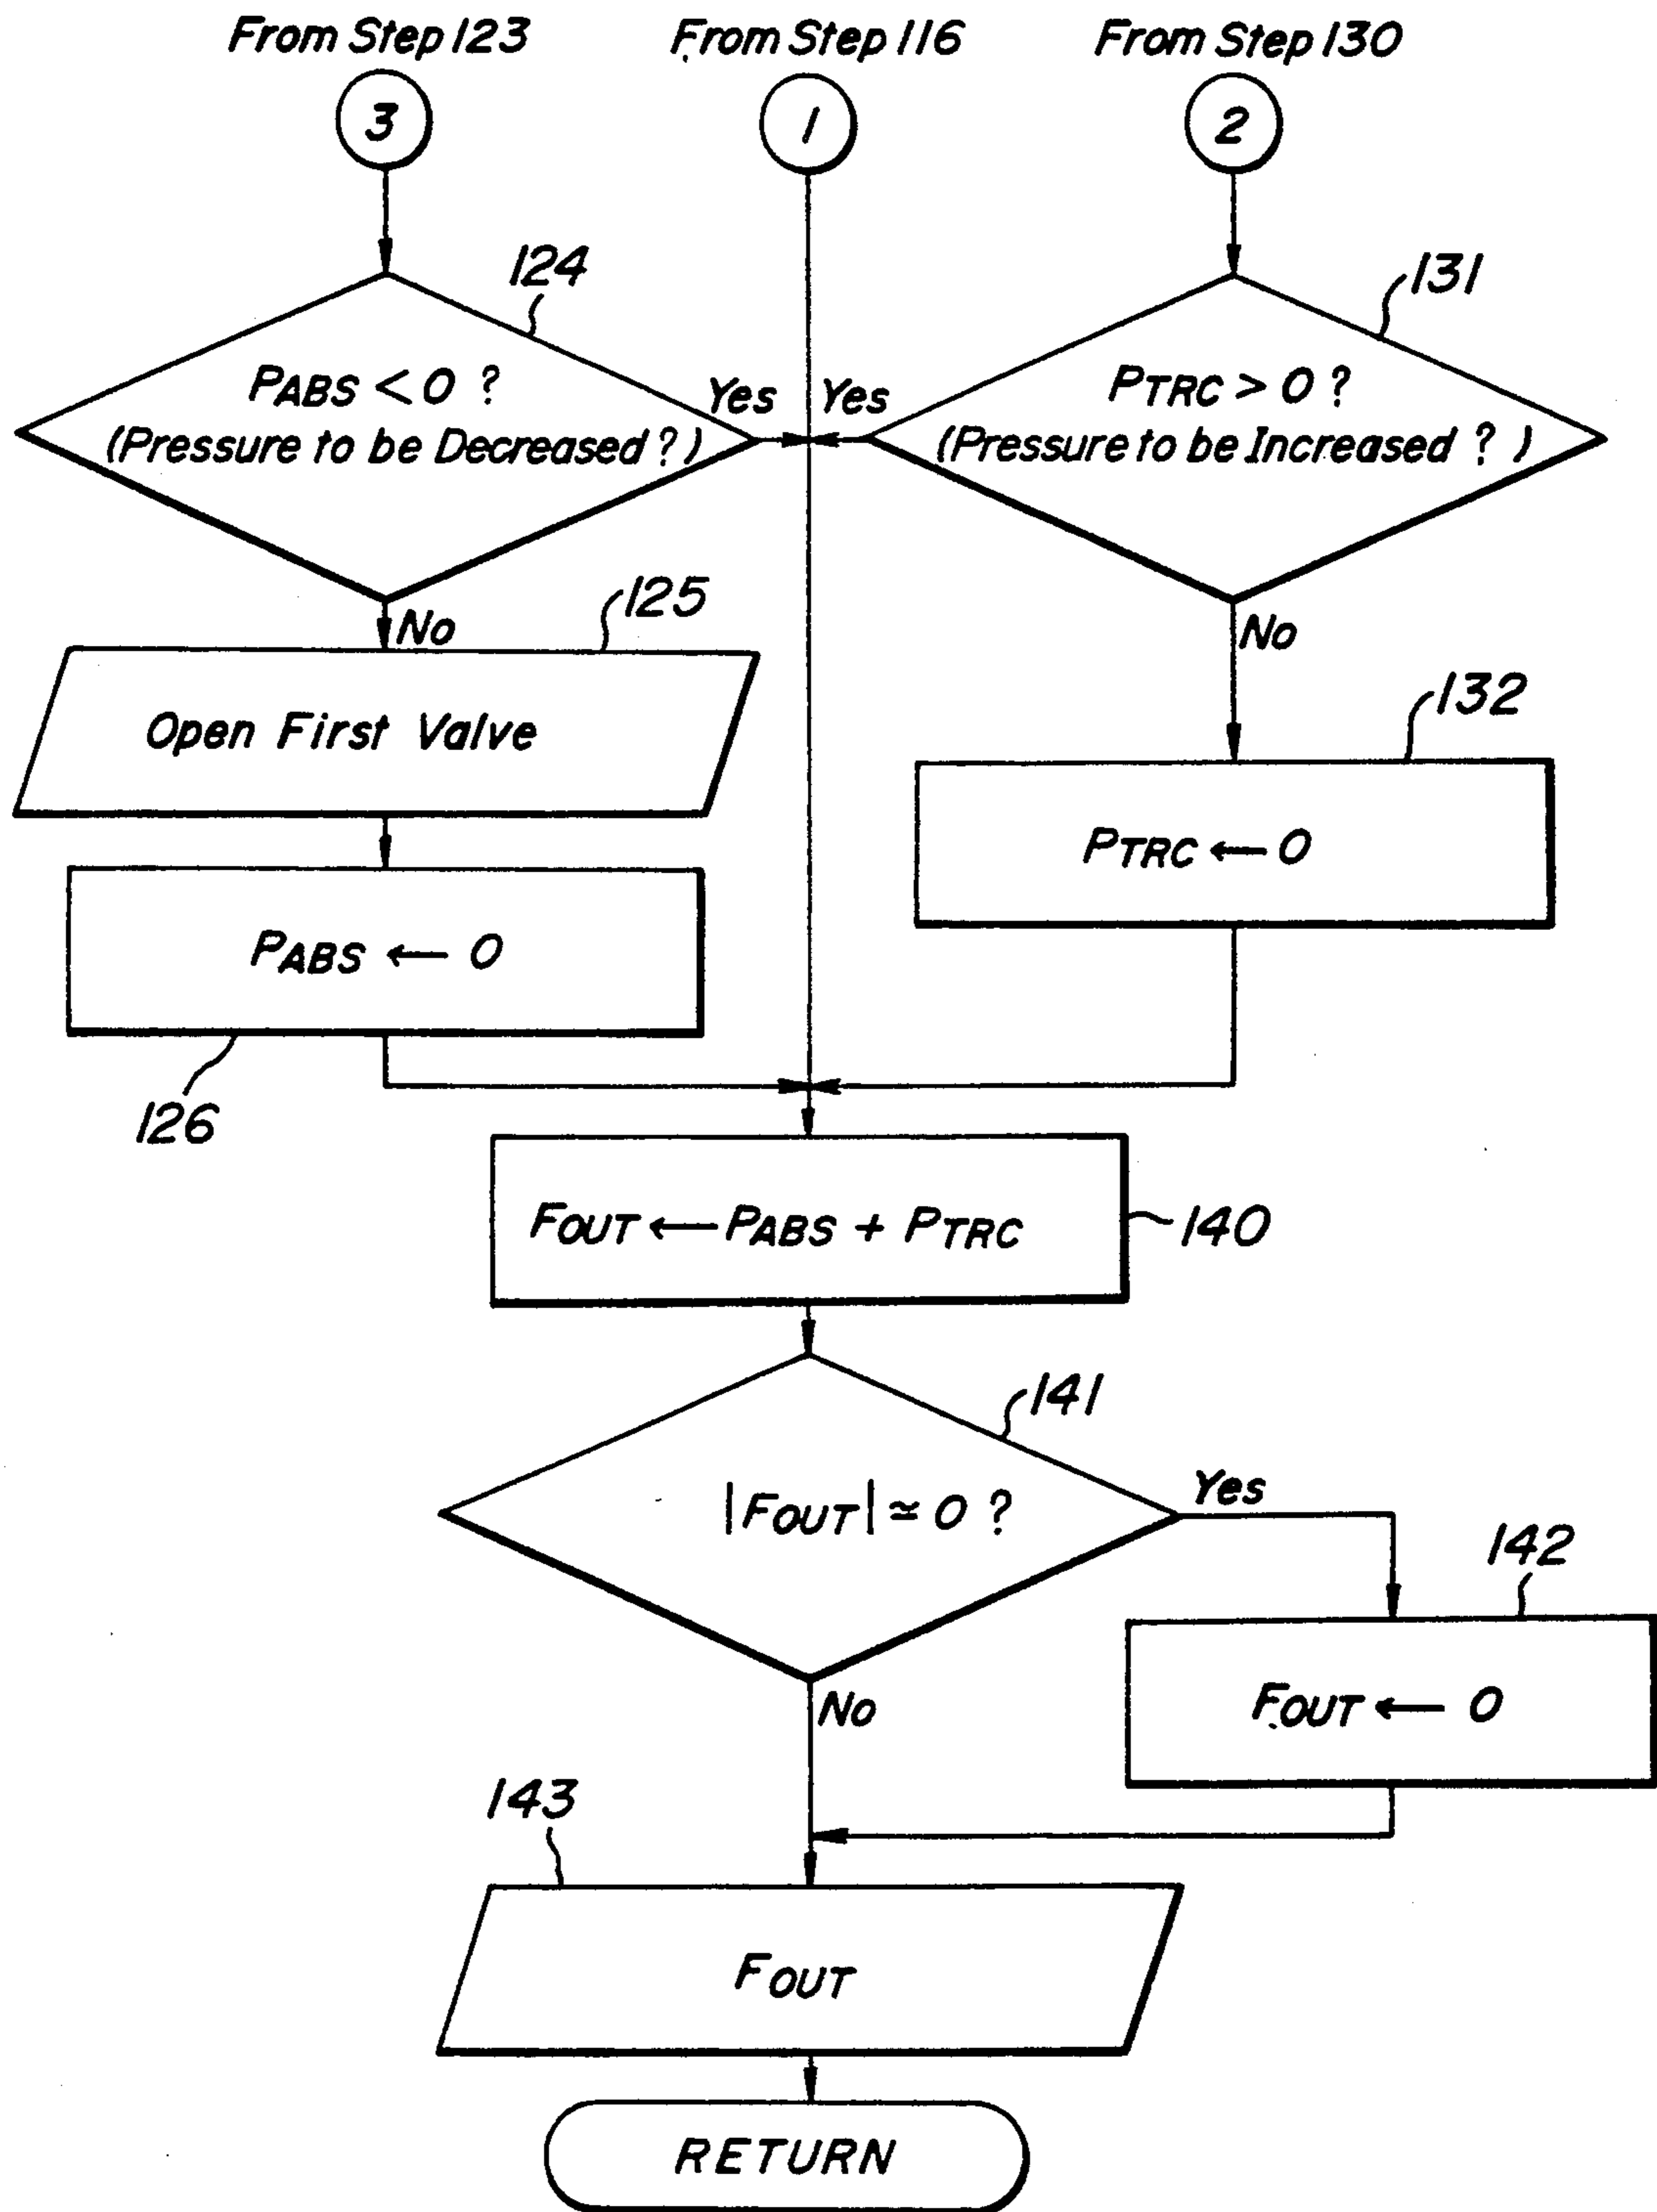 From Step 123
From Step 116
From Step 130
3
1
2
124
131
PABS < 0 ?
(Pressure to be Decreased ?)
Yes
Yes
PTRC > 0 ?
(Pressure to be Increased ? )
No
125
No
Open First Valve
132
PTRC ← 0
PABS ← 0
126
FOUT ← PABS + PTRC
140
141
|FOUT| ≃ 0 ?
Yes
142
No
FOUT ← 0
143
FOUT
RETURN